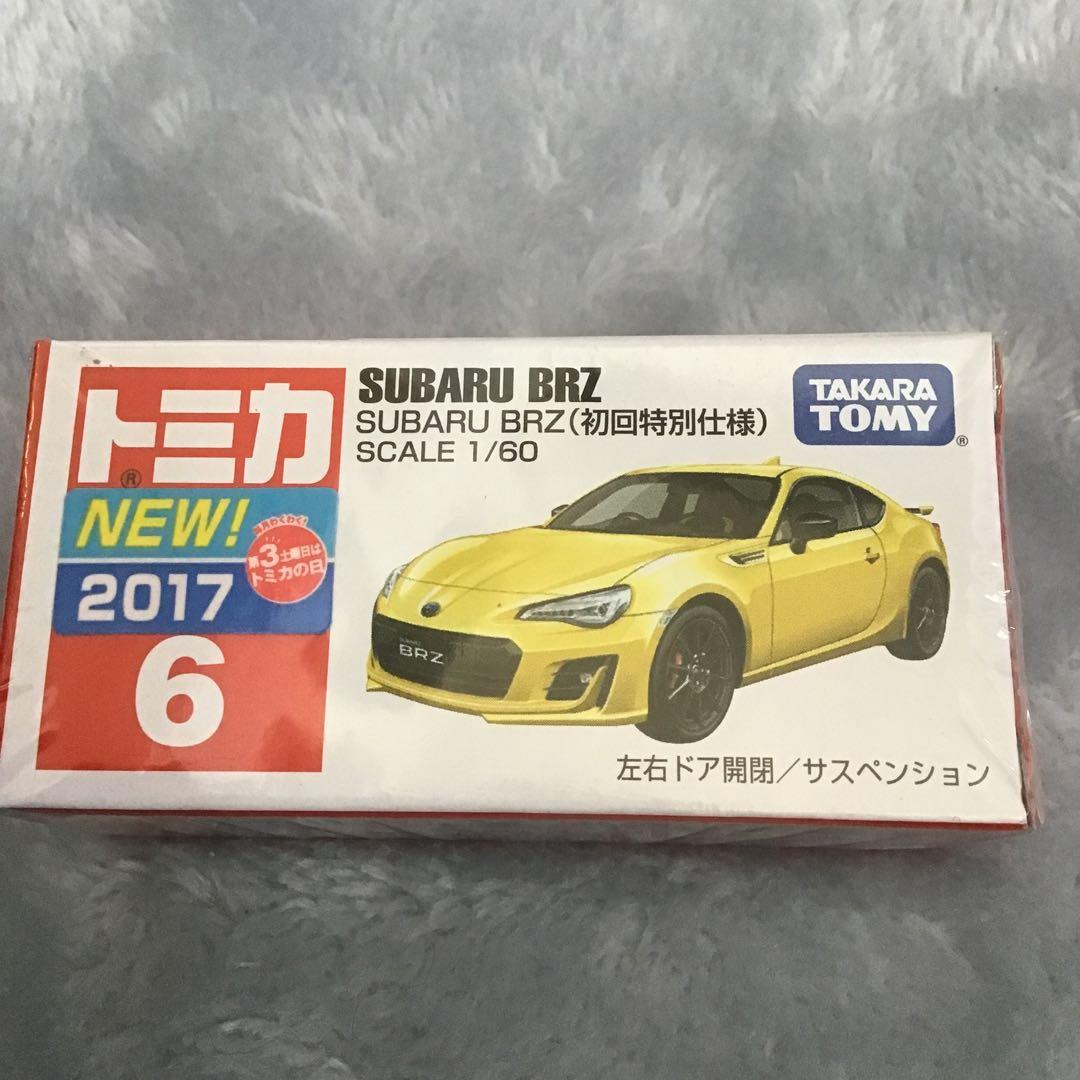 トミカ
®
NEW!
2017
毎月わくわく!
第3土曜日は
トミカの日
6
SUBARU BRZ
SUBARU BRZ(初回特別仕様)
SCALE 1/60
TAKARA
TOMY
®
SUBARU
BRZ
左右ドア開閉／サスペンション